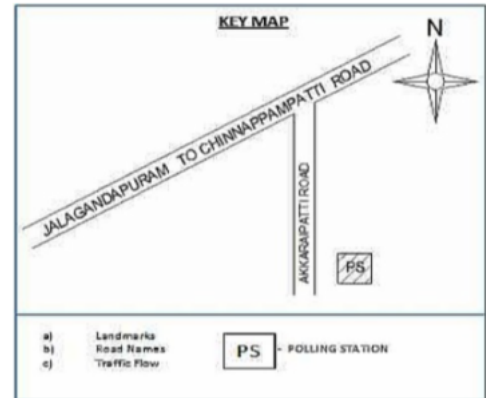 KEY MAP
N
JALAGANDAPURAM TO CHINNAPPAMPATTI ROAD
AKKARAIPATTI ROAD
PS
a) Landmarks
b) Road Names
c) Traffic Flow
PS - POLLING STATION